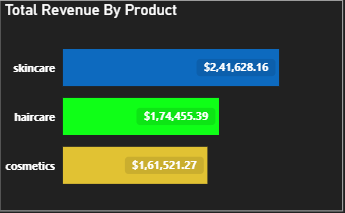 Total Revenue By Product
skincare
$2,41,628.16
haircare
$1,74,455.39
cosmetics
$1,61,521.27